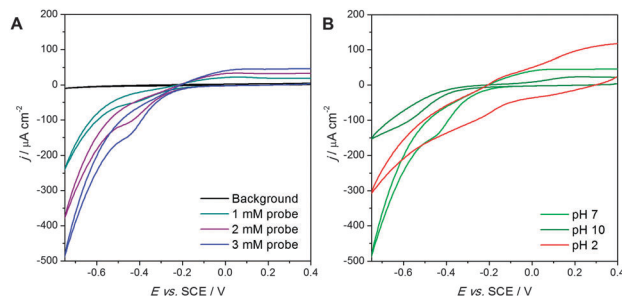 A
200
100
0
-100
-200
-300
-400
-500
j / µA cm-2
-0.6 -0.4 -0.2 0.0 0.2 0.4
E vs. SCE / V
Background
1 mM probe
2 mM probe
3 mM probe
B
200
100
0
-100
-200
-300
-400
-500
j / µA cm-2
-0.6 -0.4 -0.2 0.0 0.2 0.4
E vs. SCE / V
pH 7
pH 10
pH 2